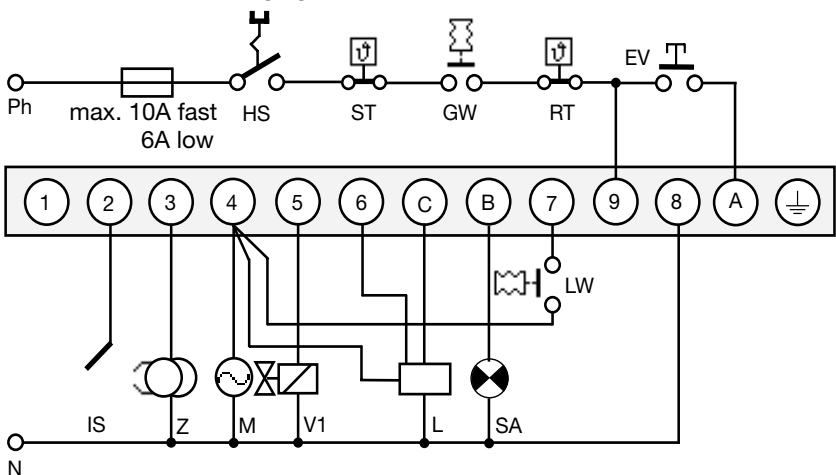 EV
Ph
max. 10A fast HS ST GW RT
6A low
1 2 3 4 5 6 C B 7 9 8 A
LW
IS Z M V1 L SA
N